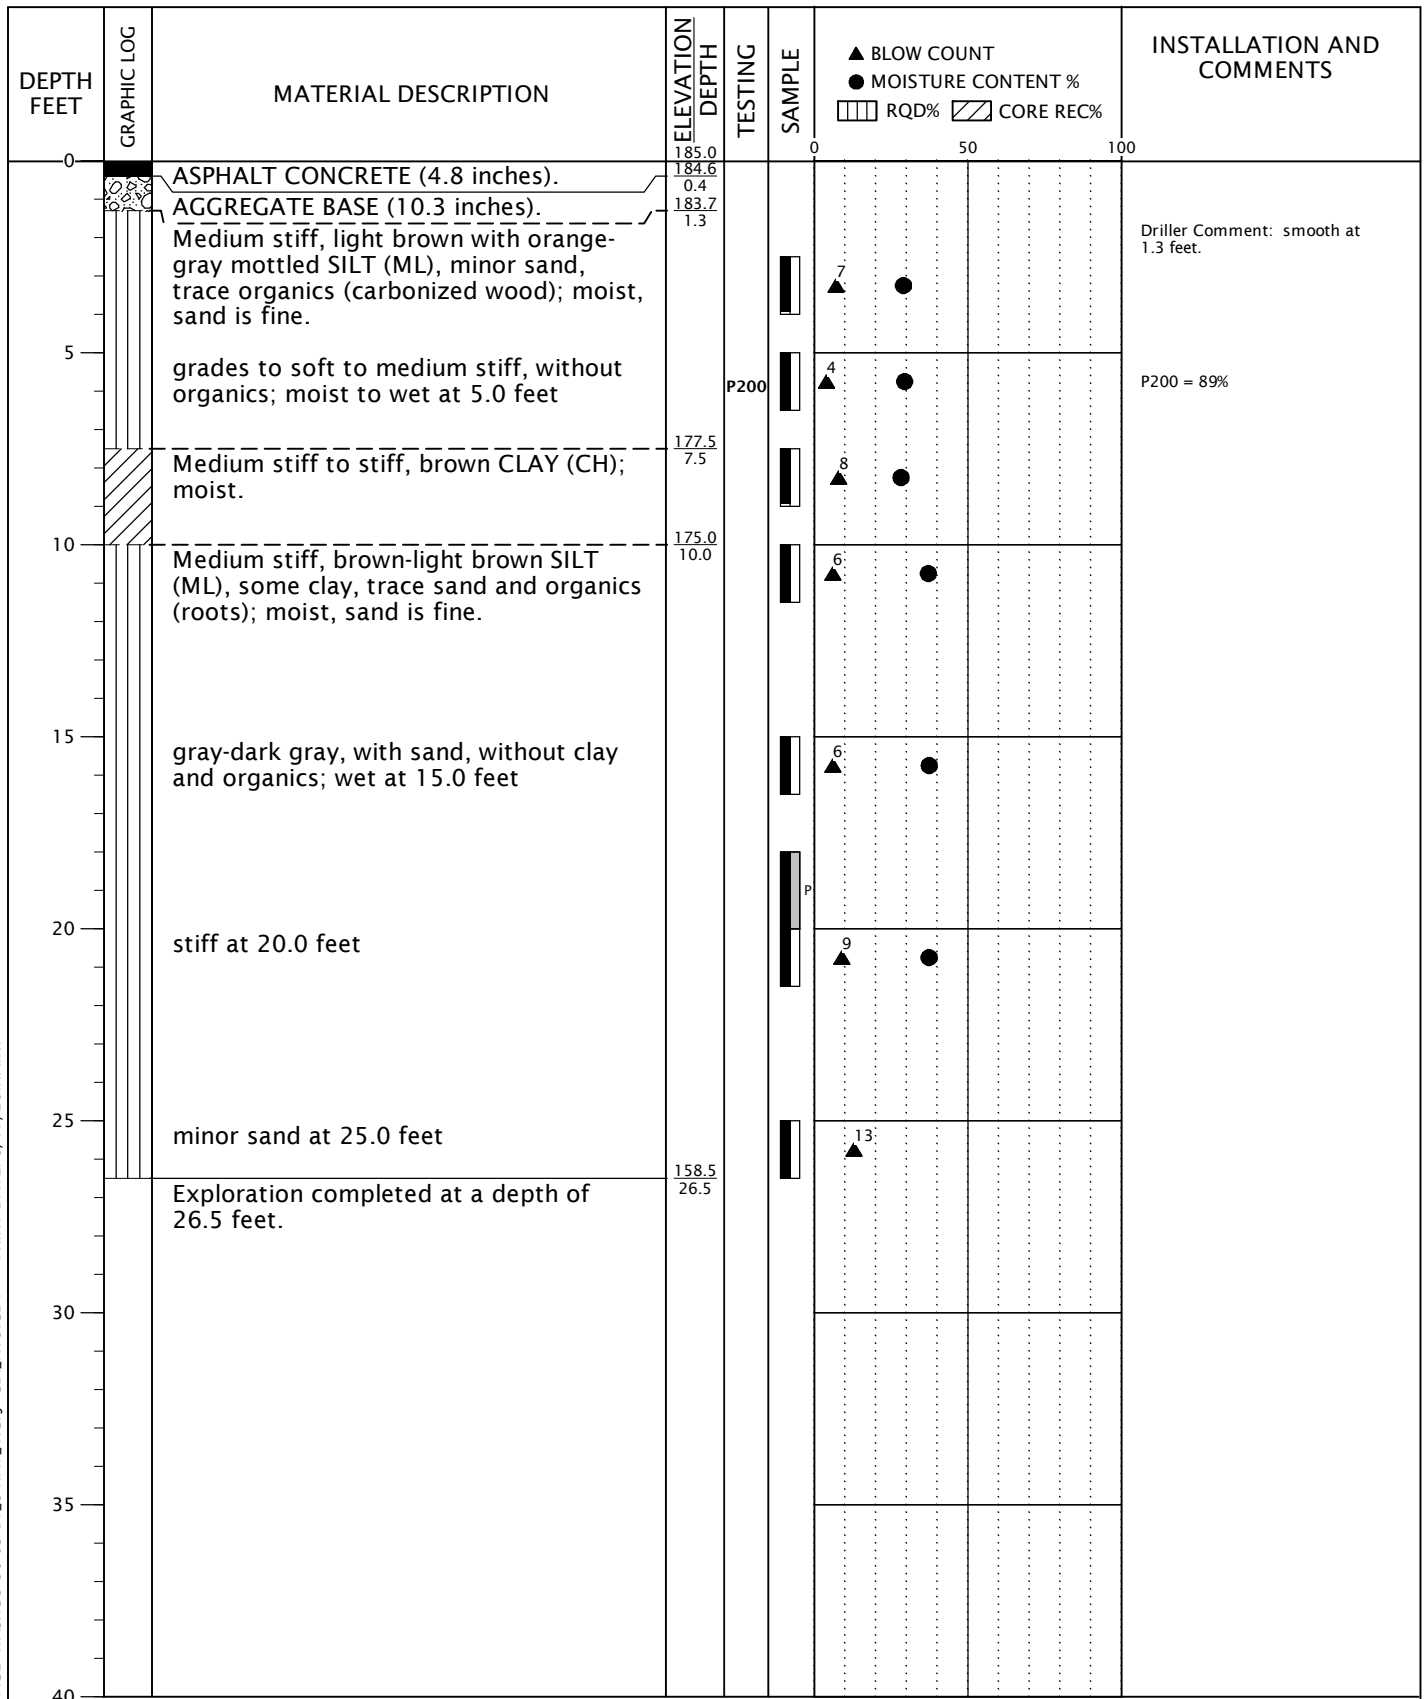 DEPTH
FEET
GRAPHIC LOG
MATERIAL DESCRIPTION
ELEVATION
DEPTH
TESTING
SAMPLE
▲ BLOW COUNT
● MOISTURE CONTENT %
RQD% CORE REC%
INSTALLATION AND
COMMENTS
0 50 100
0
185.0
ASPHALT CONCRETE (4.8 inches).
184.6
0.4
AGGREGATE BASE (10.3 inches).
183.7
1.3
Medium stiff, light brown with orange-
gray mottled SILT (ML), minor sand,
trace organics (carbonized wood); moist,
sand is fine.
Driller Comment: smooth at
1.3 feet.
7
5
grades to soft to medium stiff, without
organics; moist to wet at 5.0 feet
P200
4
P200 = 89%
177.5
7.5
Medium stiff to stiff, brown CLAY (CH);
moist.
8
10
175.0
10.0
Medium stiff, brown-light brown SILT
(ML), some clay, trace sand and organics
(roots); moist, sand is fine.
6
15
gray-dark gray, with sand, without clay
and organics; wet at 15.0 feet
6
P
20
stiff at 20.0 feet
9
25
minor sand at 25.0 feet
13
158.5
26.5
Exploration completed at a depth of
26.5 feet.
30
35
40